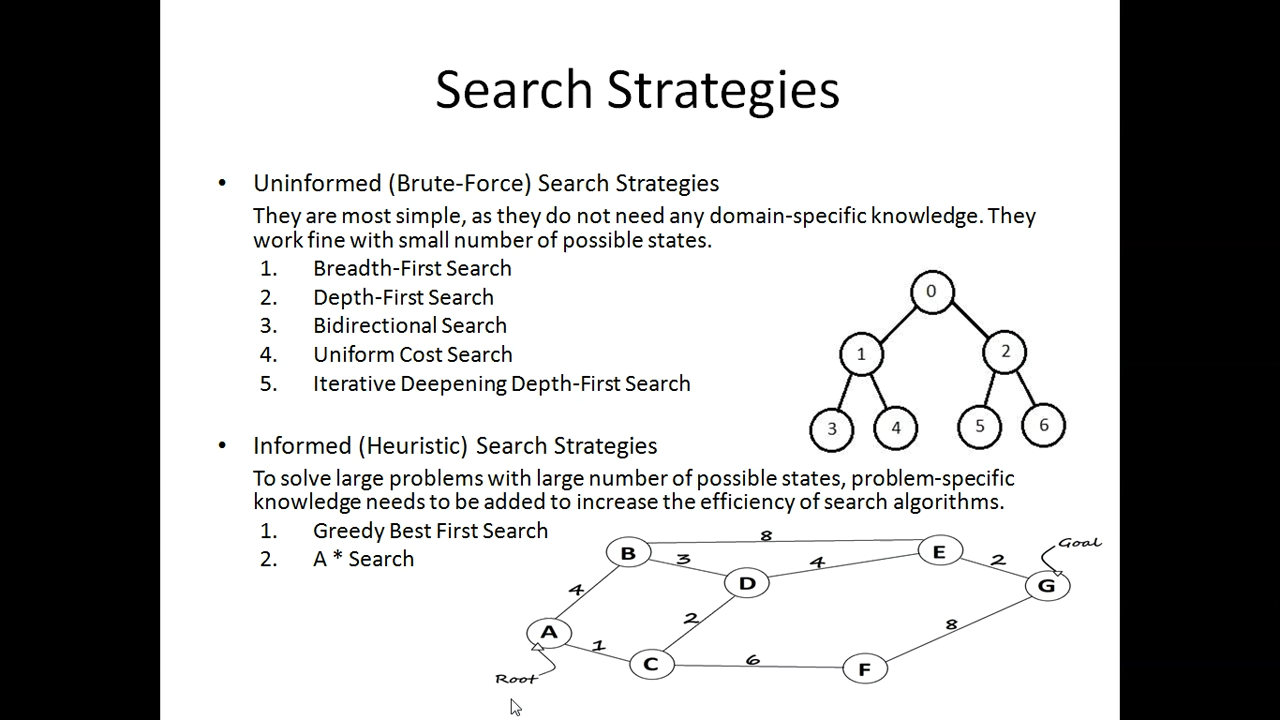 Search Strategies
• Uninformed (Brute-Force) Search Strategies
They are most simple, as they do not need any domain-specific knowledge. They
work fine with small number of possible states.
1. Breadth-First Search
2. Depth-First Search
3. Bidirectional Search
4. Uniform Cost Search
5. Iterative Deepening Depth-First Search
0
1 2
3 4 5 6
• Informed (Heuristic) Search Strategies
To solve large problems with large number of possible states, problem-specific
knowledge needs to be added to increase the efficiency of search algorithms.
1. Greedy Best First Search
2. A * Search
8
Goal
B 3 D 4 E 2 G
4 2 8
A 1 C 6 F
Root